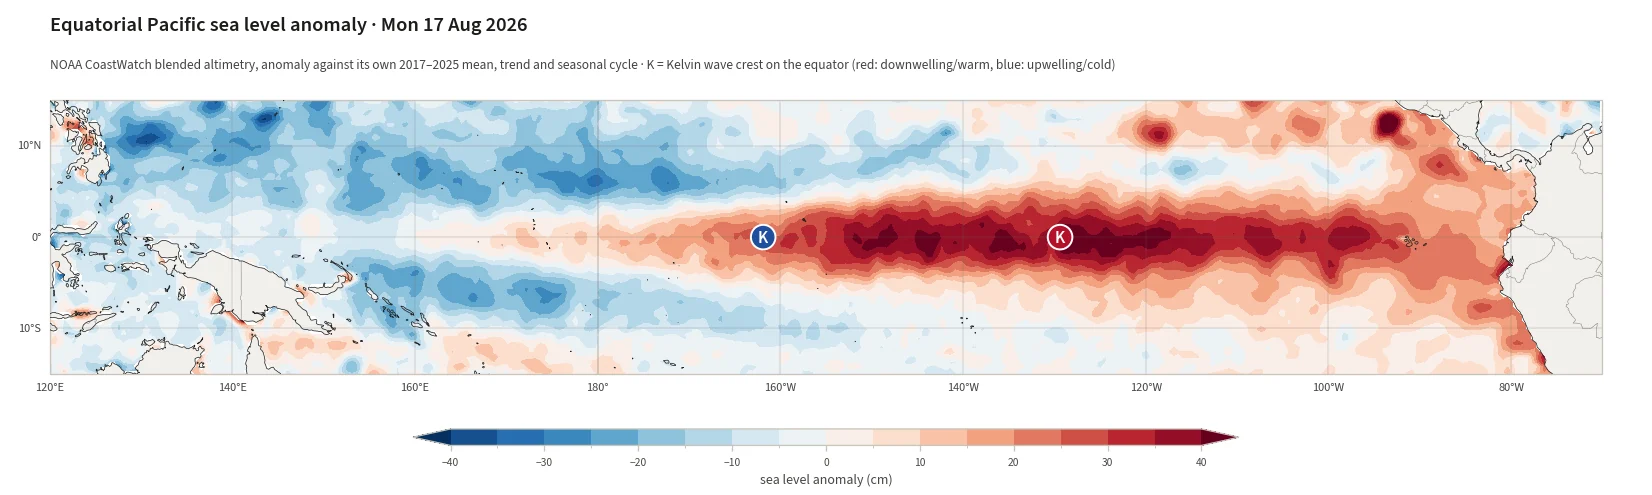 Equatorial Pacific sea level anomaly · Mon 17 Aug 2026
NOAA CoastWatch blended altimetry, anomaly against its own 2017–2025 mean, trend and seasonal cycle · K = Kelvin wave crest on the equator (red: downwelling/warm, blue: upwelling/cold)
10°N
0°
K K
10°S
120°E 140°E 160°E 180° 160°W 140°W 120°W 100°W 80°W
−40 −30 −20 −10 0 10 20 30 40
sea level anomaly (cm)